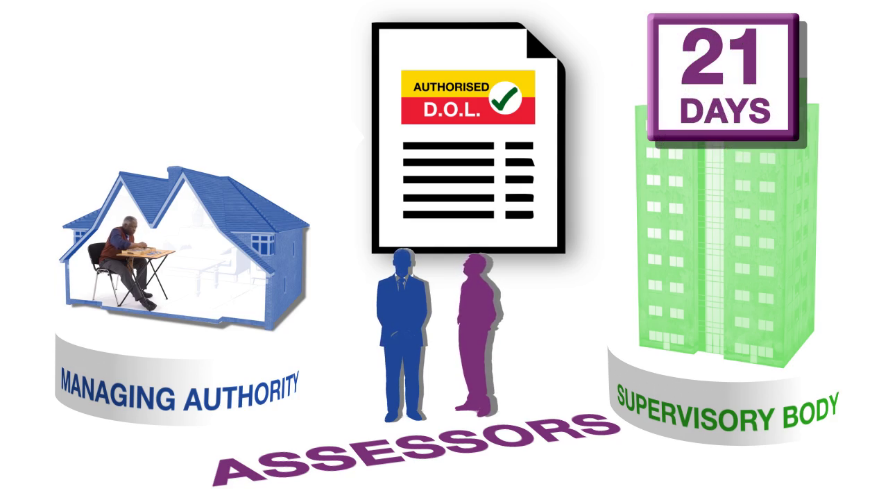 AUTHORISED
D.O.L.
21
DAYS
MANAGING AUTHORITY
ASSESSORS
SUPERVISORY BODY